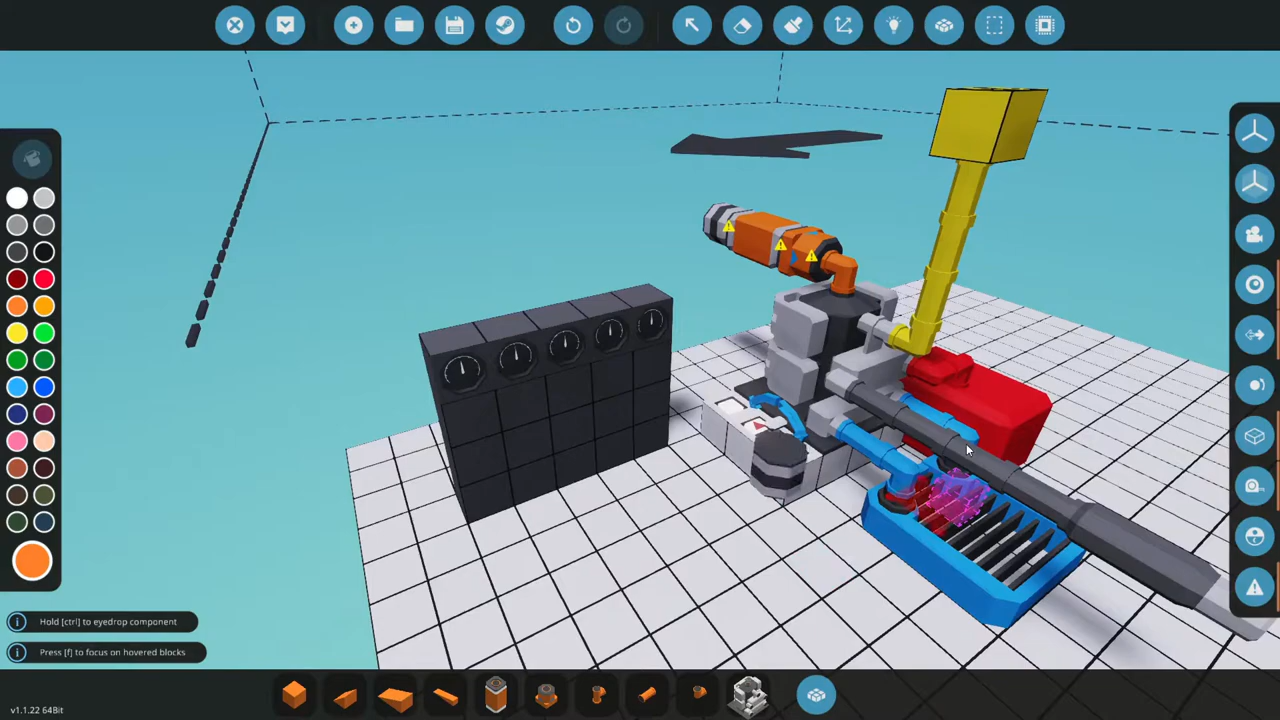 Hold [ctrl] to eyedrop component
Press [f] to focus on hovered blocks
v1.1.22 64Bit